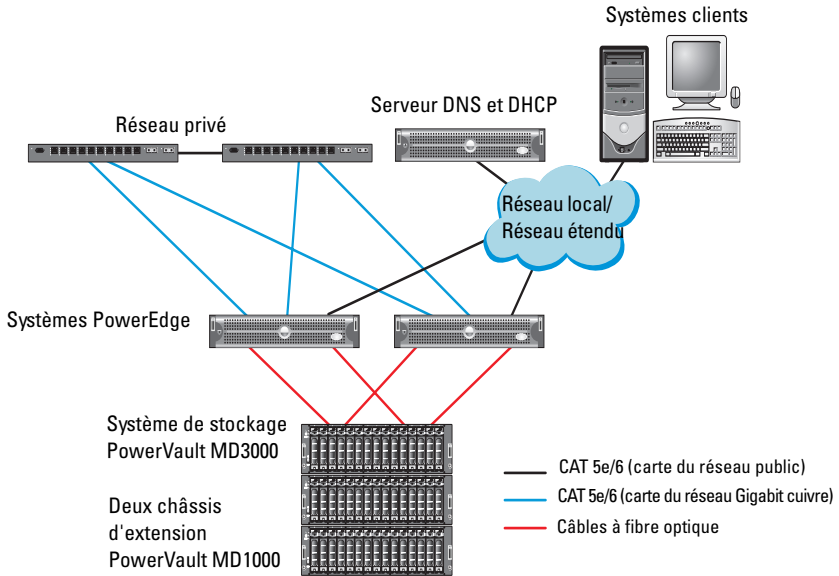 Systèmes clients
Serveur DNS et DHCP
Réseau privé
Réseau local/
Réseau étendu
Systèmes PowerEdge
Système de stockage
PowerVault MD3000
Deux châssis
d'extension
PowerVault MD1000
CAT 5e/6 (carte du réseau public)
CAT 5e/6 (carte du réseau Gigabit cuivre)
Câbles à fibre optique